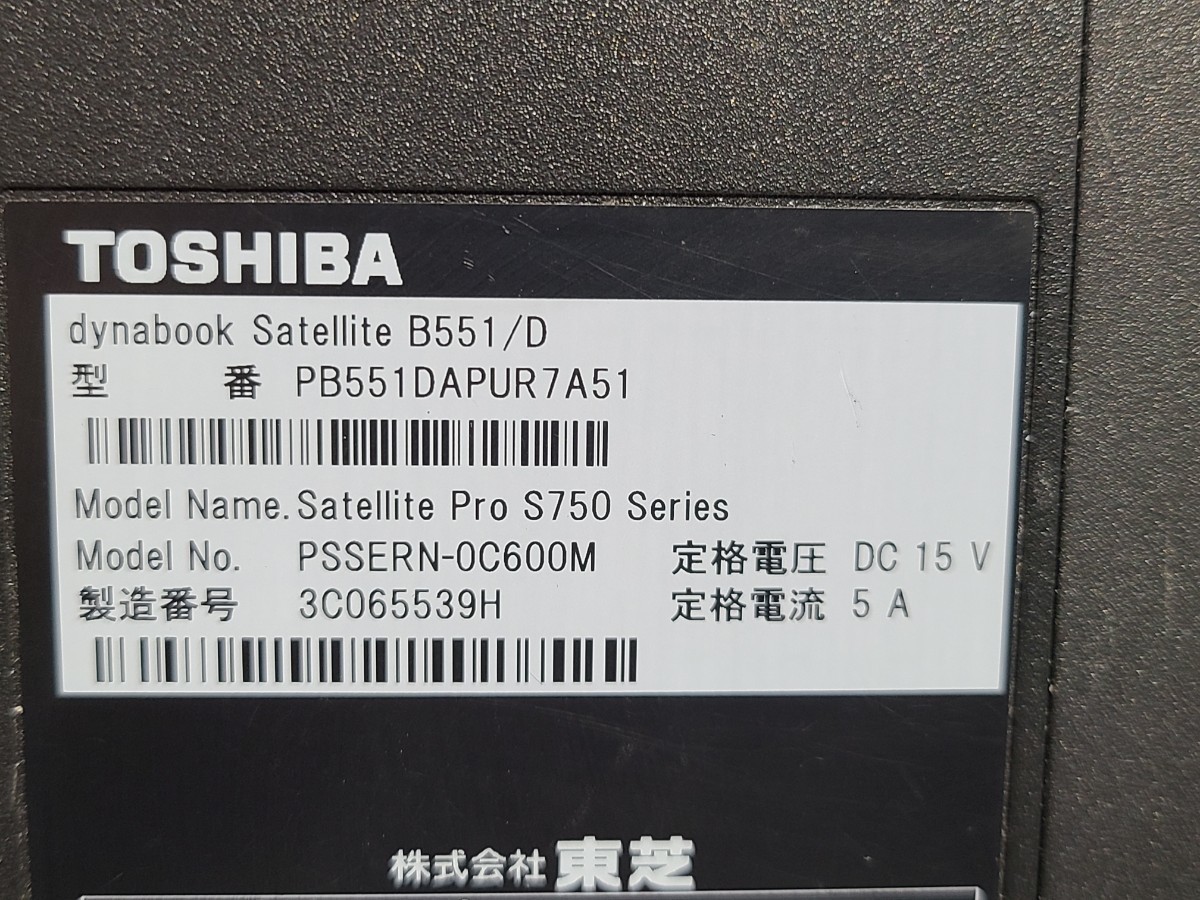 TOSHIBA
dynabook Satellite B551/D
型 番 PB551DAPUR7A51
Model Name. Satellite Pro S750 Series
Model No. PSSERN-0C600M 定格電圧 DC 15 V
製造番号 3C065539H 定格電流 5 A
株式会社 東芝